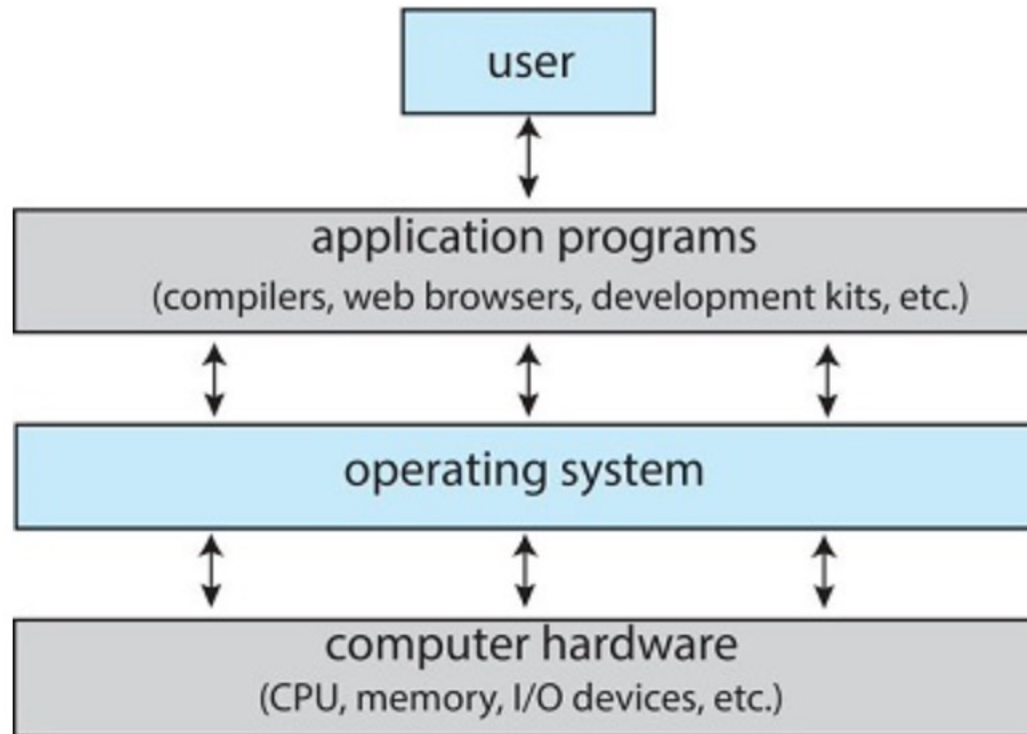 user
application programs
(compilers, web browsers, development kits, etc.)
operating system
computer hardware
(CPU, memory, I/O devices, etc.)